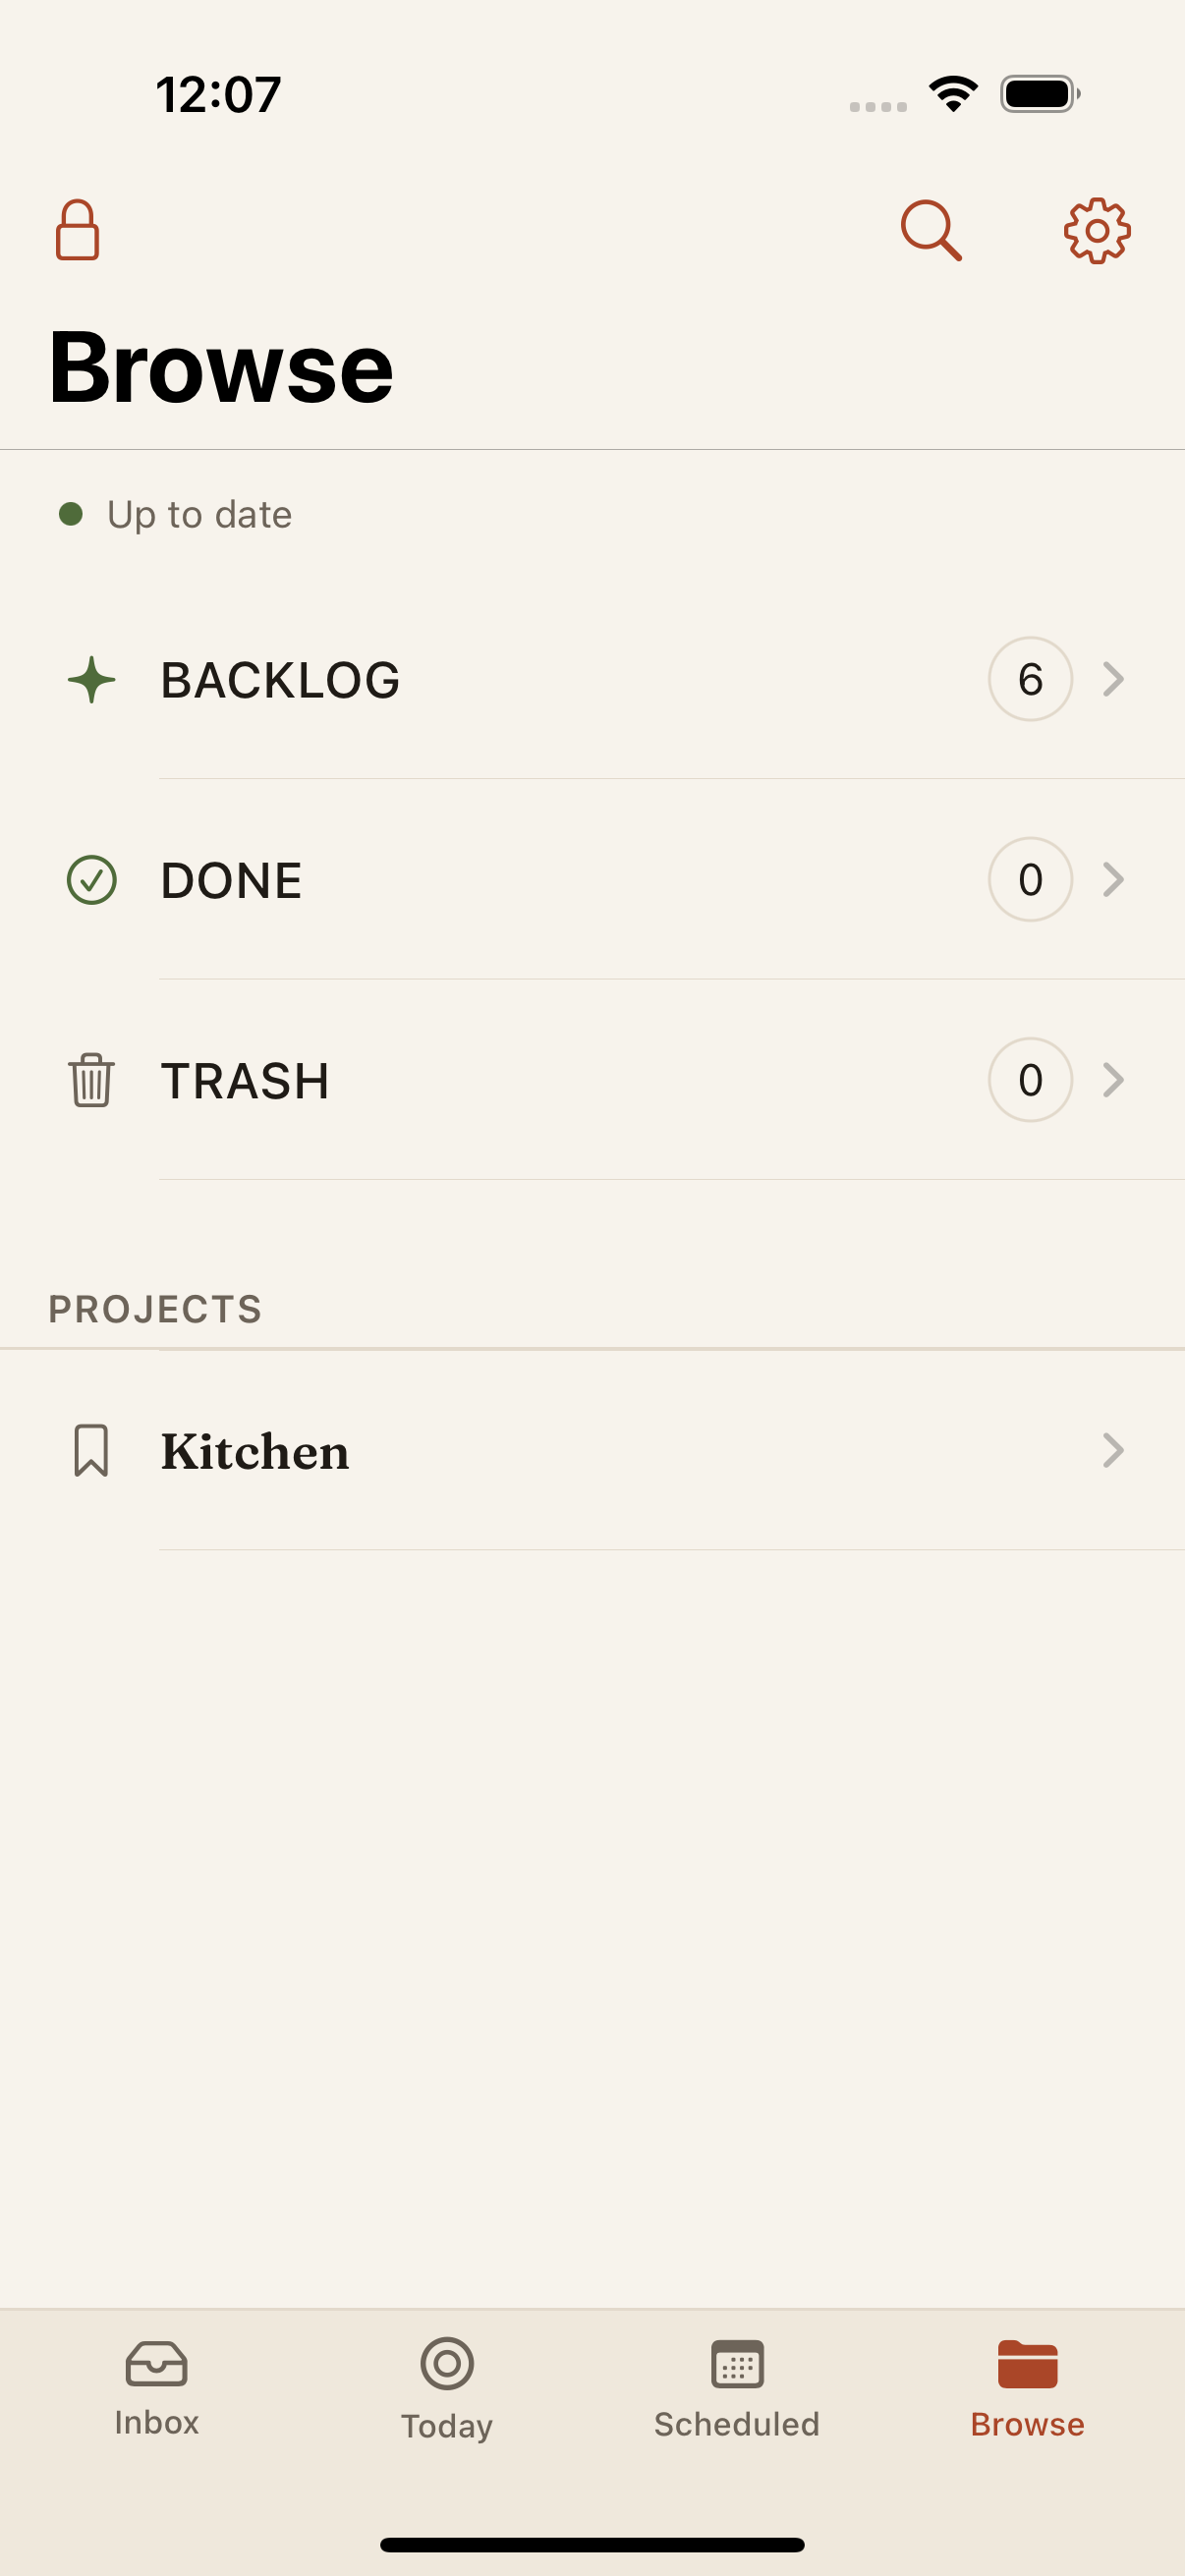 12:07
Browse
Up to date
BACKLOG 6
DONE 0
TRASH 0
PROJECTS
Kitchen
Inbox Today Scheduled Browse